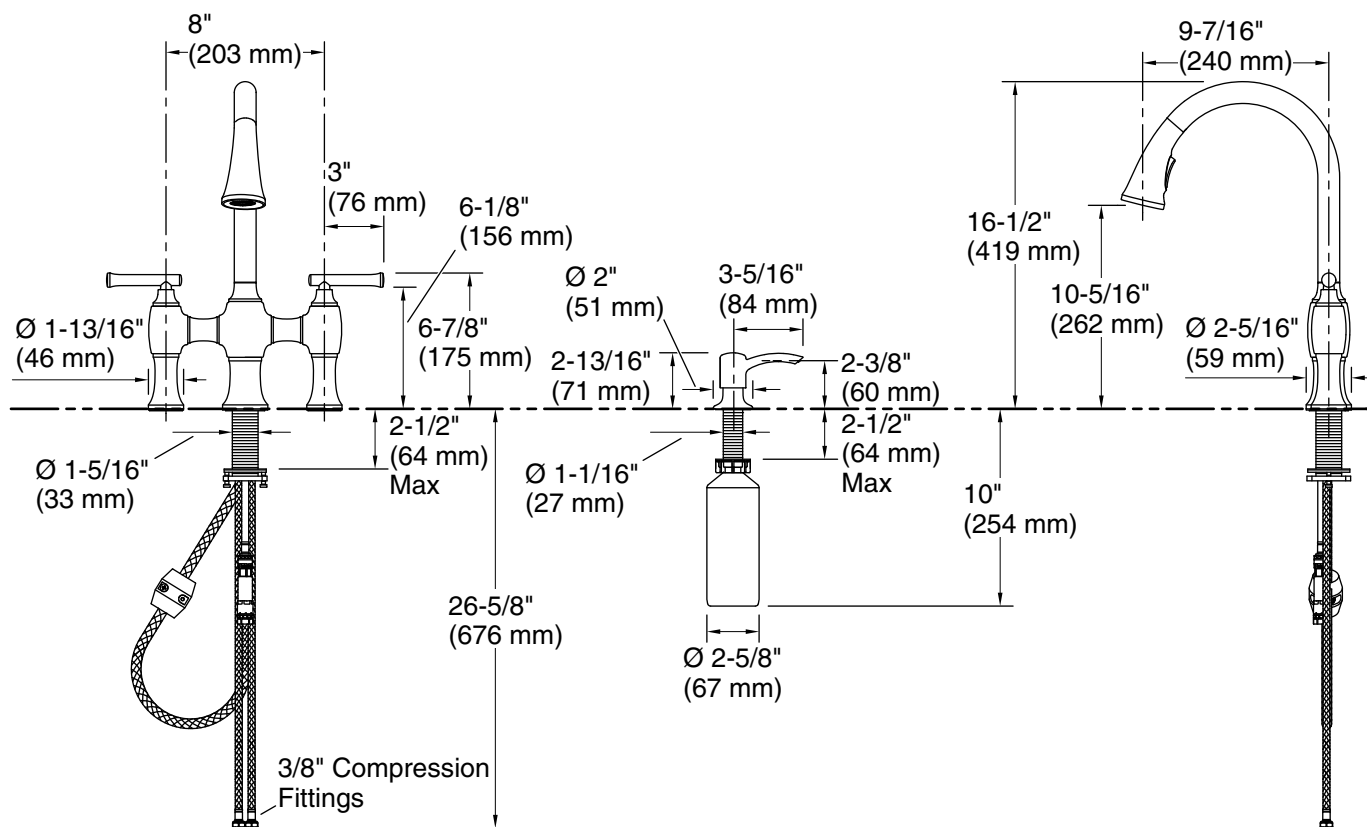 8"
(203 mm)
3"
(76 mm)
6-1/8"
(156 mm)
Ø 1-13/16"
(46 mm)
6-7/8"
(175 mm)
Ø 1-5/16"
(33 mm)
2-1/2"
(64 mm)
Max
26-5/8"
(676 mm)
3/8" Compression
Fittings
Ø 2"
(51 mm)
3-5/16"
(84 mm)
2-13/16"
(71 mm)
2-3/8"
(60 mm)
Ø 1-1/16"
(27 mm)
2-1/2"
(64 mm)
Max
10"
(254 mm)
Ø 2-5/8"
(67 mm)
9-7/16"
(240 mm)
16-1/2"
(419 mm)
10-5/16"
(262 mm)
Ø 2-5/16"
(59 mm)